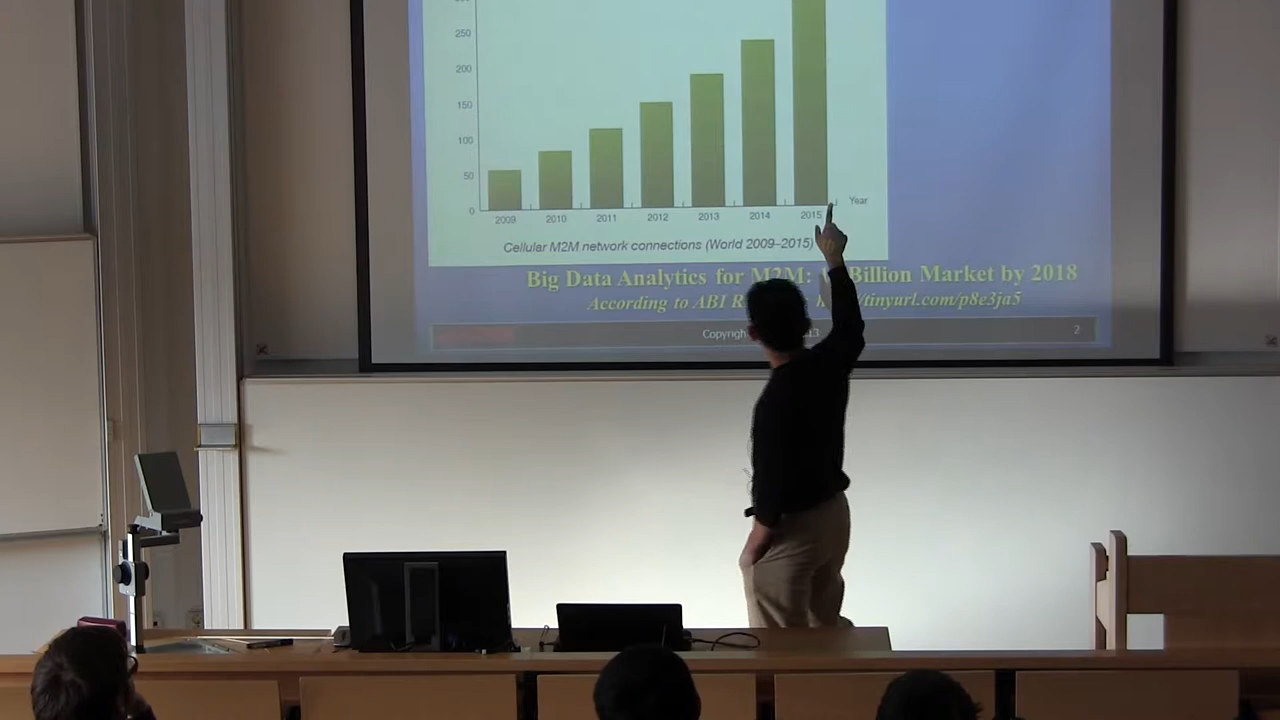 250
200
150
100
50
0
2009 2010 2011 2012 2013 2014 2015 Year
Cellular M2M network connections (World 2009–2015)
Big Data Analytics for M2M: Billion Market by 2018
According to ABI tinyurl.com/p8e3ja5
2